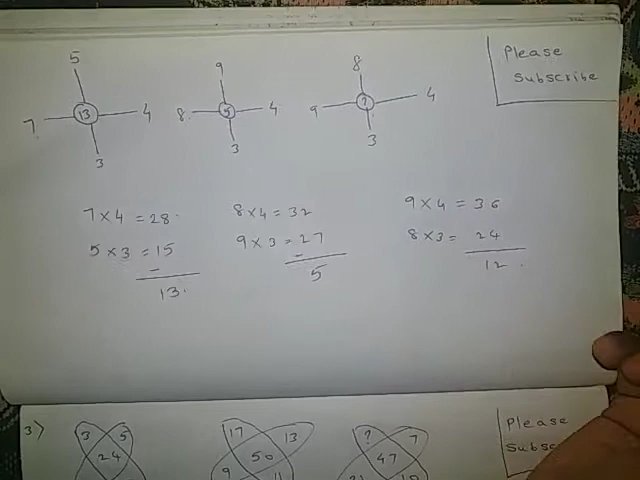 5
7 13 4
3
9
8 5 4
3
8
9 ? 4
3
Please
Subscribe
7 × 4 = 28
5 × 3 = 15
-
13.
8 × 4 = 32
9 × 3 = 27
-
5
9 × 4 = 36
8 × 3 = 24
12.
3)
3 5
24
17 13
50
9 11
? 7
47
Please